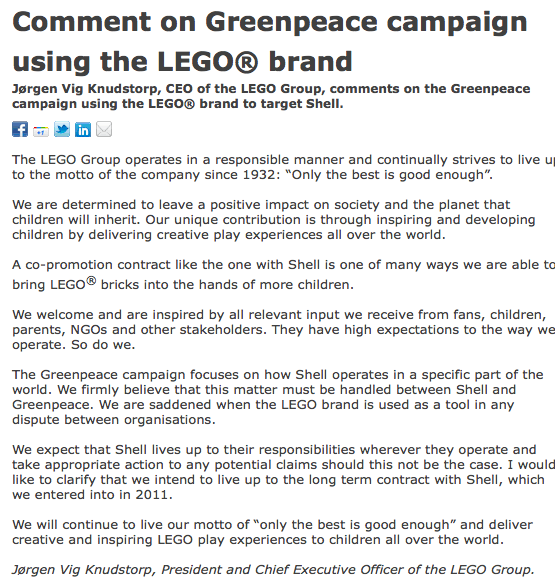 Comment on Greenpeace campaign
using the LEGO® brand
Jørgen Vig Knudstorp, CEO of the LEGO Group, comments on the Greenpeace
campaign using the LEGO® brand to target Shell.
+1
The LEGO Group operates in a responsible manner and continually strives to live up
to the motto of the company since 1932: “Only the best is good enough”.
We are determined to leave a positive impact on society and the planet that
children will inherit. Our unique contribution is through inspiring and developing
children by delivering creative play experiences all over the world.
A co-promotion contract like the one with Shell is one of many ways we are able to
bring LEGO® bricks into the hands of more children.
We welcome and are inspired by all relevant input we receive from fans, children,
parents, NGOs and other stakeholders. They have high expectations to the way we
operate. So do we.
The Greenpeace campaign focuses on how Shell operates in a specific part of the
world. We firmly believe that this matter must be handled between Shell and
Greenpeace. We are saddened when the LEGO brand is used as a tool in any
dispute between organisations.
We expect that Shell lives up to their responsibilities wherever they operate and
take appropriate action to any potential claims should this not be the case. I would
like to clarify that we intend to live up to the long term contract with Shell, which
we entered into in 2011.
We will continue to live our motto of “only the best is good enough” and deliver
creative and inspiring LEGO play experiences to children all over the world.
Jørgen Vig Knudstorp, President and Chief Executive Officer of the LEGO Group.